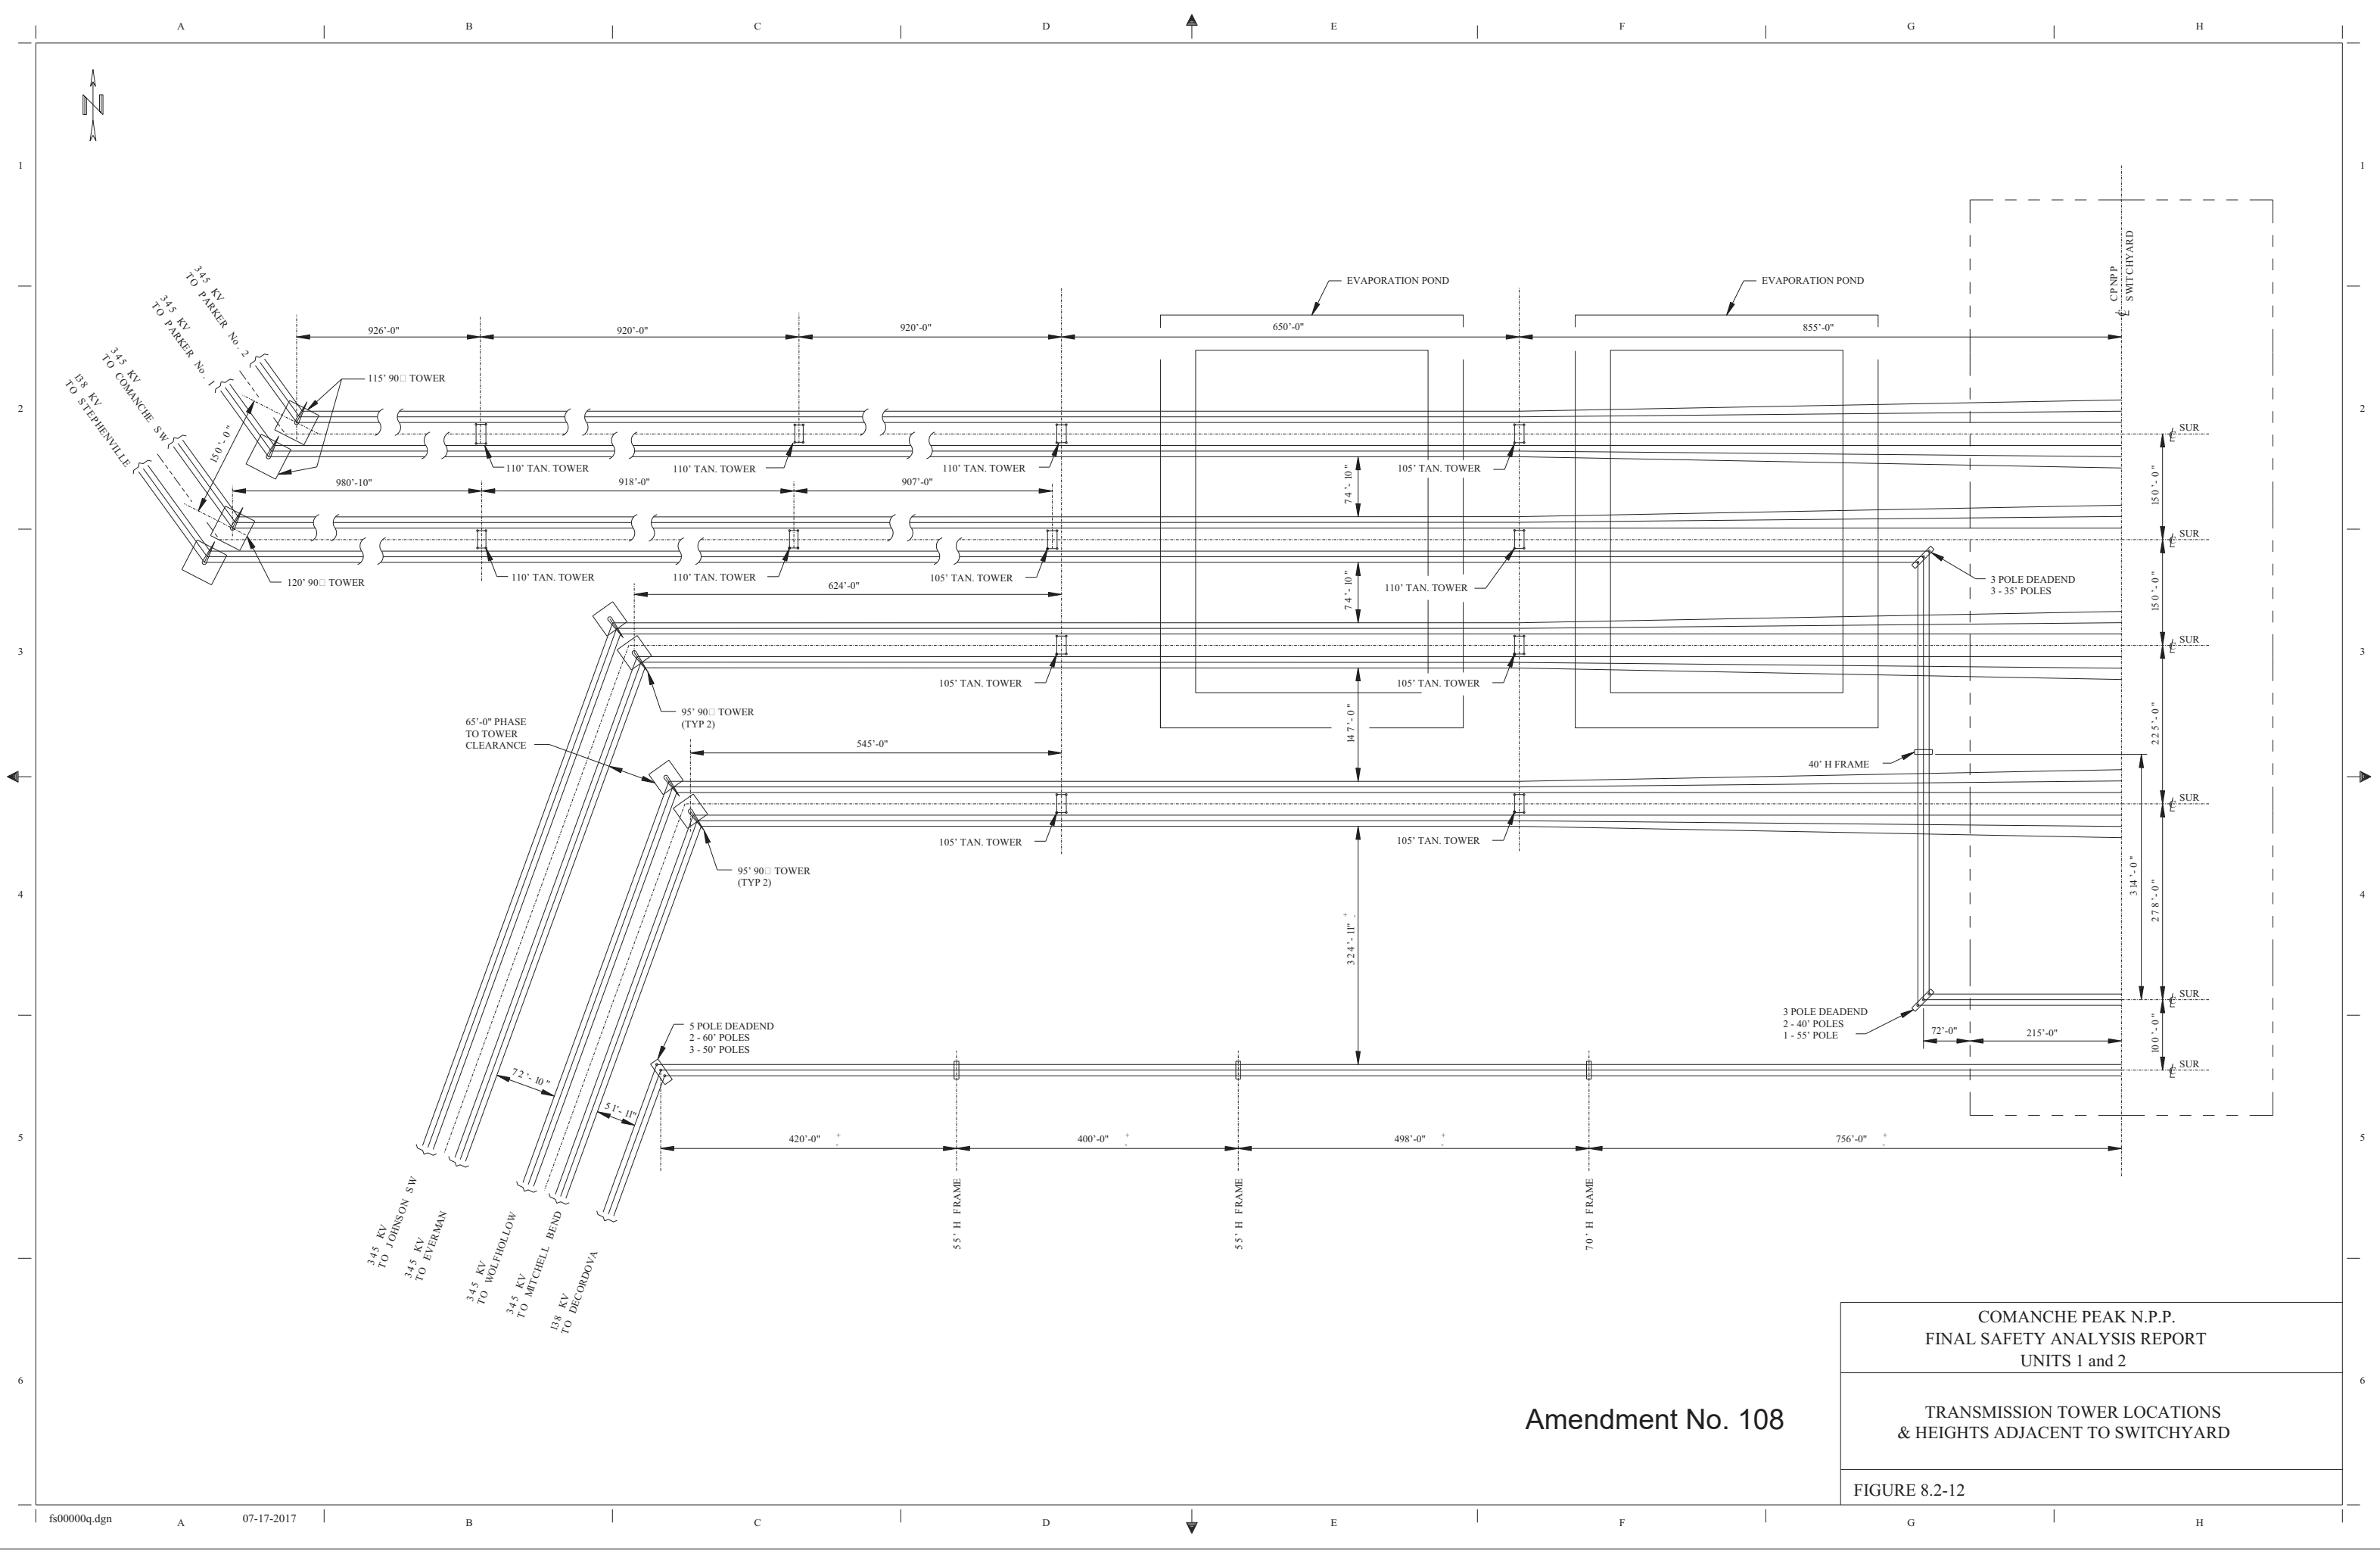 A B C D E F G H
N
1 1
EVAPORATION POND
EVAPORATION POND
CPNPP
SWITCHYARD
℄
926'-0"
920'-0"
920'-0"
650'-0"
855'-0"
345 KV
TO PARKER No. 2
345 KV
TO PARKER No. 1
345 KV
TO COMANCHE SW
138 KV
TO STEPHENVILLE
115' 90□ TOWER
150'-0"
2 2
℄ SUR
110' TAN. TOWER
110' TAN. TOWER
110' TAN. TOWER
105' TAN. TOWER
980'-10"
918'-0"
907'-0"
74'-10"
150'-0"
℄ SUR
120' 90□ TOWER
110' TAN. TOWER
110' TAN. TOWER
105' TAN. TOWER
110' TAN. TOWER
3 POLE DEADEND
3 - 35' POLES
624'-0"
74'-10"
150'-0"
℄ SUR
3 3
105' TAN. TOWER
105' TAN. TOWER
95' 90□ TOWER
(TYP 2)
65'-0" PHASE
TO TOWER
CLEARANCE
545'-0"
147'-0"
225'-0"
40' H FRAME
℄ SUR
105' TAN. TOWER
105' TAN. TOWER
95' 90□ TOWER
(TYP 2)
4 4
324'-11" +-
314'-0"
278'-0"
℄ SUR
3 POLE DEADEND
2 - 40' POLES
1 - 55' POLE
72'-0"
215'-0"
100'-0"
5 POLE DEADEND
2 - 60' POLES
3 - 50' POLES
℄ SUR
72'-10"
51'-11"
5 5
420'-0" +-
400'-0" +-
498'-0" +-
756'-0" +-
55' H FRAME
55' H FRAME
70' H FRAME
345 KV
TO JOHNSON SW
345 KV
TO EVERMAN
345 KV
TO WOLFHOLLOW
345 KV
TO MITCHELL BEND
138 KV
TO DECORDOVA
6 6
Amendment No. 108
COMANCHE PEAK N.P.P.
FINAL SAFETY ANALYSIS REPORT
UNITS 1 and 2
TRANSMISSION TOWER LOCATIONS
& HEIGHTS ADJACENT TO SWITCHYARD
FIGURE 8.2-12
fs00000q.dgn 07-17-2017
A B C D E F G H